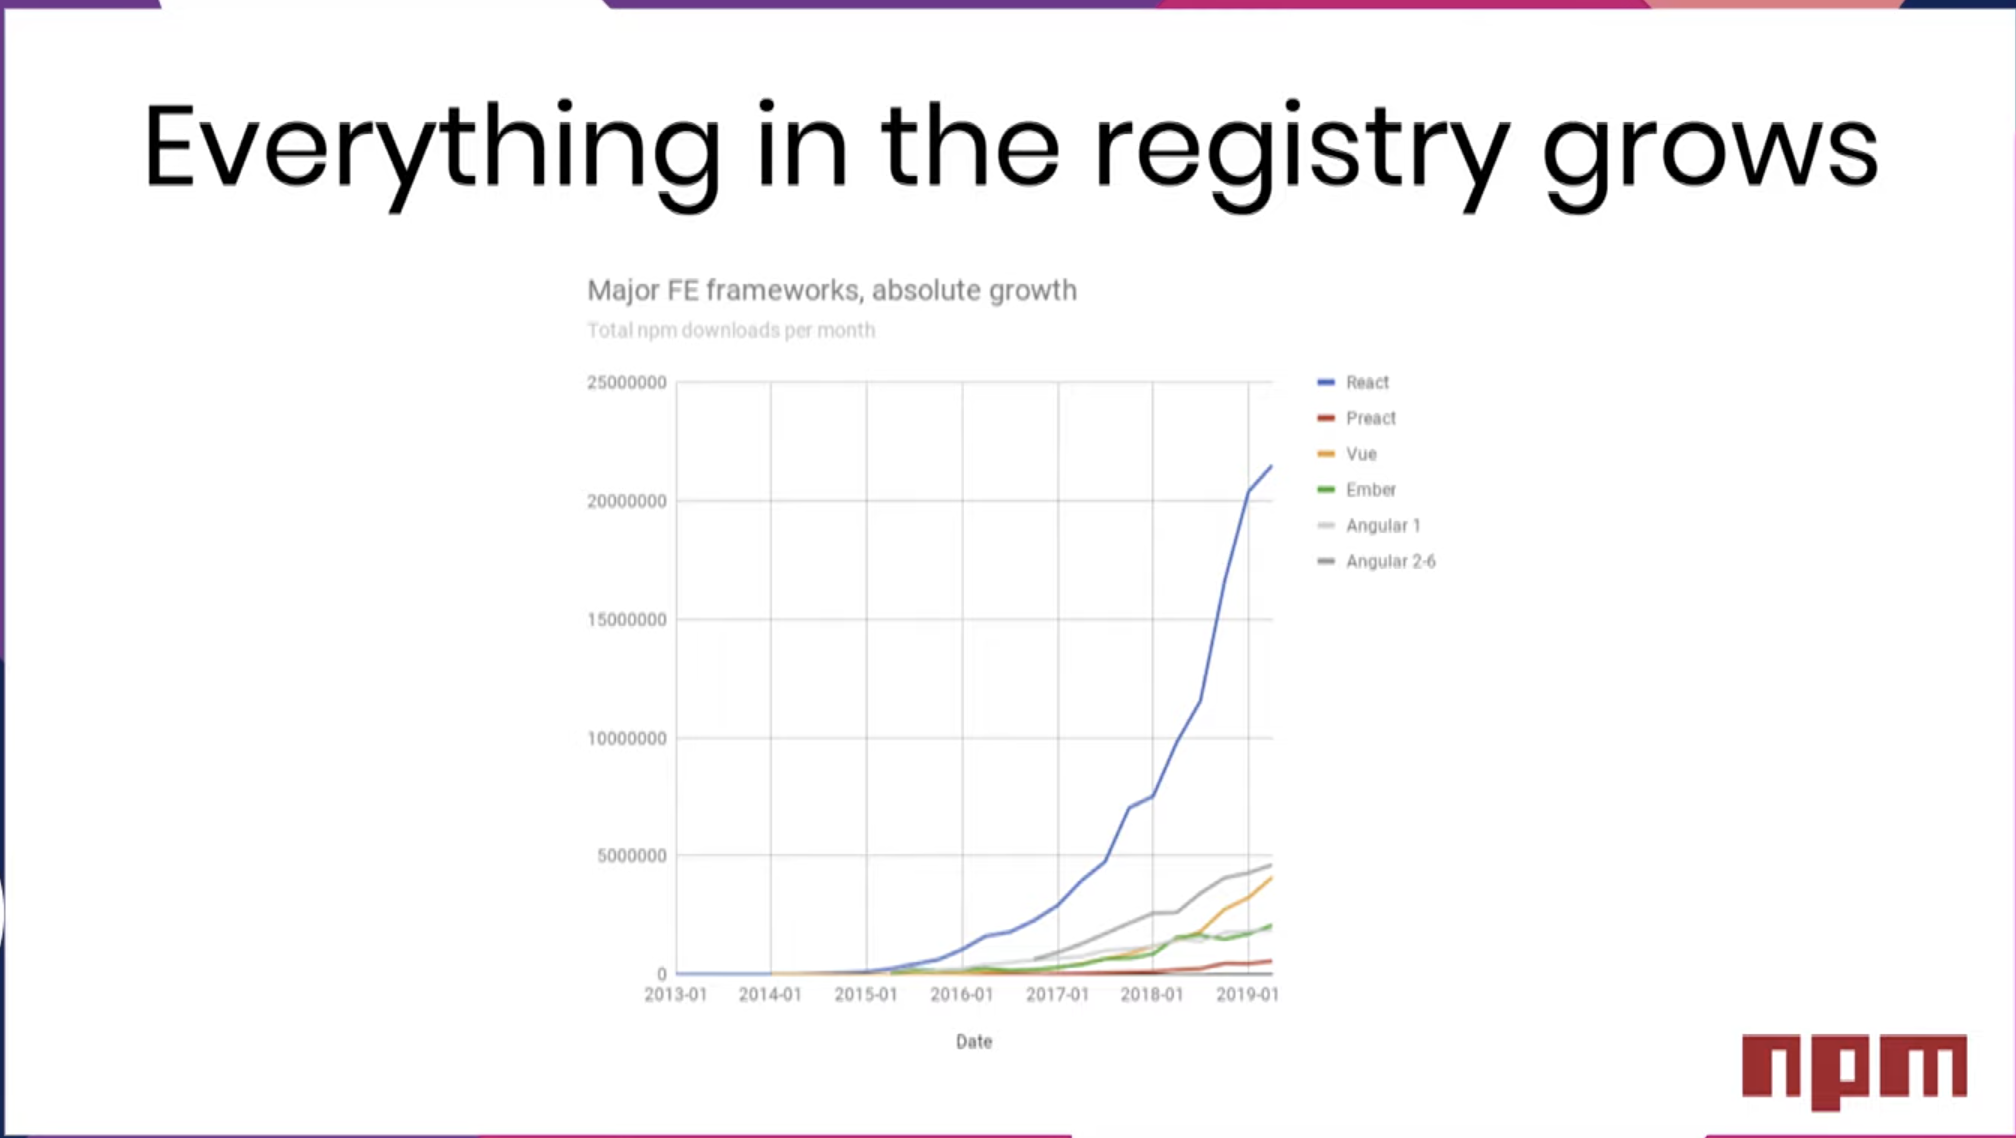 Everything in the registry grows
Major FE frameworks, absolute growth
Total npm downloads per month
25000000
20000000
15000000
10000000
5000000
0
2013-01 2014-01 2015-01 2016-01 2017-01 2018-01 2019-01
Date
React
Preact
Vue
Ember
Angular 1
Angular 2-6
npm